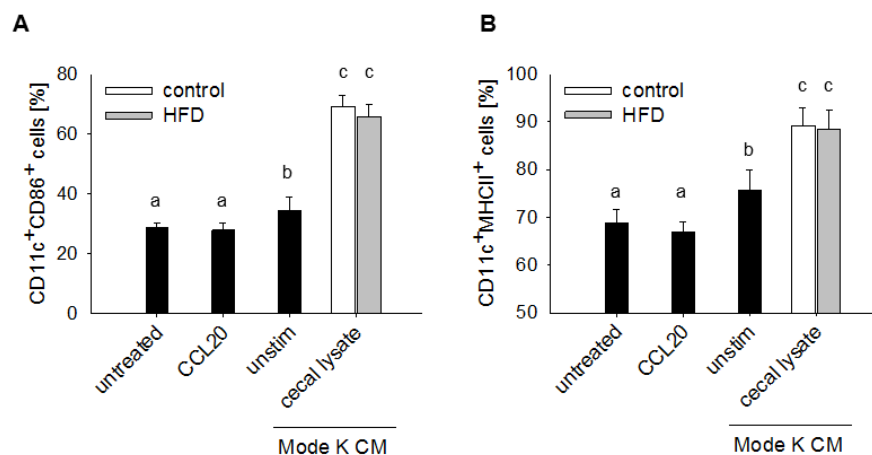 A
CD11c+CD86+ cells [%]
80
60
40
20
0
control
HFD
a
a
b
c
c
untreated
CCL20
unstim
cecal lysate
Mode K CM
B
CD11c+MHCII+ cells [%]
100
90
80
70
60
50
control
HFD
a
a
b
c
c
untreated
CCL20
unstim
cecal lysate
Mode K CM